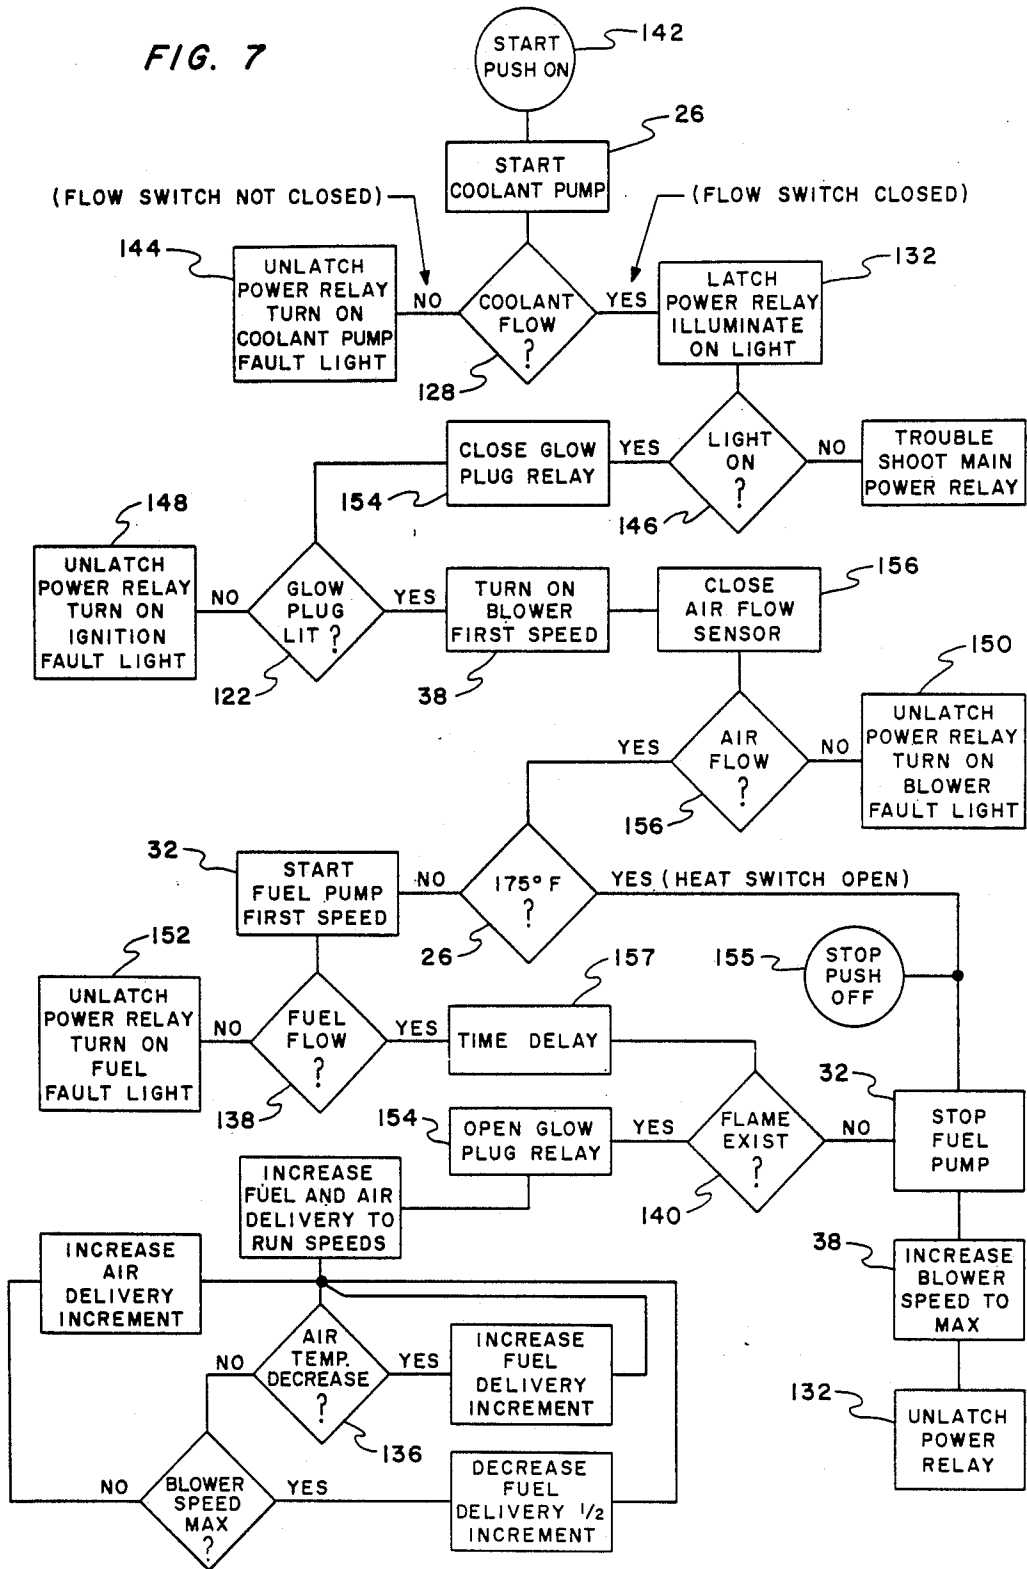 FIG. 7
START
PUSH ON
142
26
START
COOLANT PUMP
(FLOW SWITCH NOT CLOSED)
(FLOW SWITCH CLOSED)
144
UNLATCH
POWER RELAY
TURN ON
COOLANT PUMP
FAULT LIGHT
NO
COOLANT
FLOW
?
128
YES
132
LATCH
POWER RELAY
ILLUMINATE
ON LIGHT
CLOSE GLOW
PLUG RELAY
154
YES
LIGHT
ON
?
146
NO
TROUBLE
SHOOT MAIN
POWER RELAY
148
UNLATCH
POWER RELAY
TURN ON
IGNITION
FAULT LIGHT
NO
GLOW
PLUG
LIT ?
122
YES
TURN ON
BLOWER
FIRST SPEED
38
CLOSE
AIR FLOW
SENSOR
156
150
YES
AIR
FLOW
?
156
NO
UNLATCH
POWER RELAY
TURN ON
BLOWER
FAULT LIGHT
32
START
FUEL PUMP
FIRST SPEED
NO
175° F
?
26
YES (HEAT SWITCH OPEN)
152
UNLATCH
POWER RELAY
TURN ON
FUEL
FAULT LIGHT
NO
FUEL
FLOW
?
138
YES
157
TIME DELAY
155
STOP
PUSH
OFF
154
OPEN GLOW
PLUG RELAY
YES
FLAME
EXIST
?
140
NO
32
STOP
FUEL
PUMP
INCREASE
FUEL AND AIR
DELIVERY TO
RUN SPEEDS
38
INCREASE
BLOWER
SPEED TO
MAX
INCREASE
AIR
DELIVERY
INCREMENT
NO
AIR
TEMP.
DECREASE
?
136
YES
INCREASE
FUEL
DELIVERY
INCREMENT
132
UNLATCH
POWER
RELAY
NO
BLOWER
SPEED
MAX
?
YES
DECREASE
FUEL
DELIVERY 1/2
INCREMENT